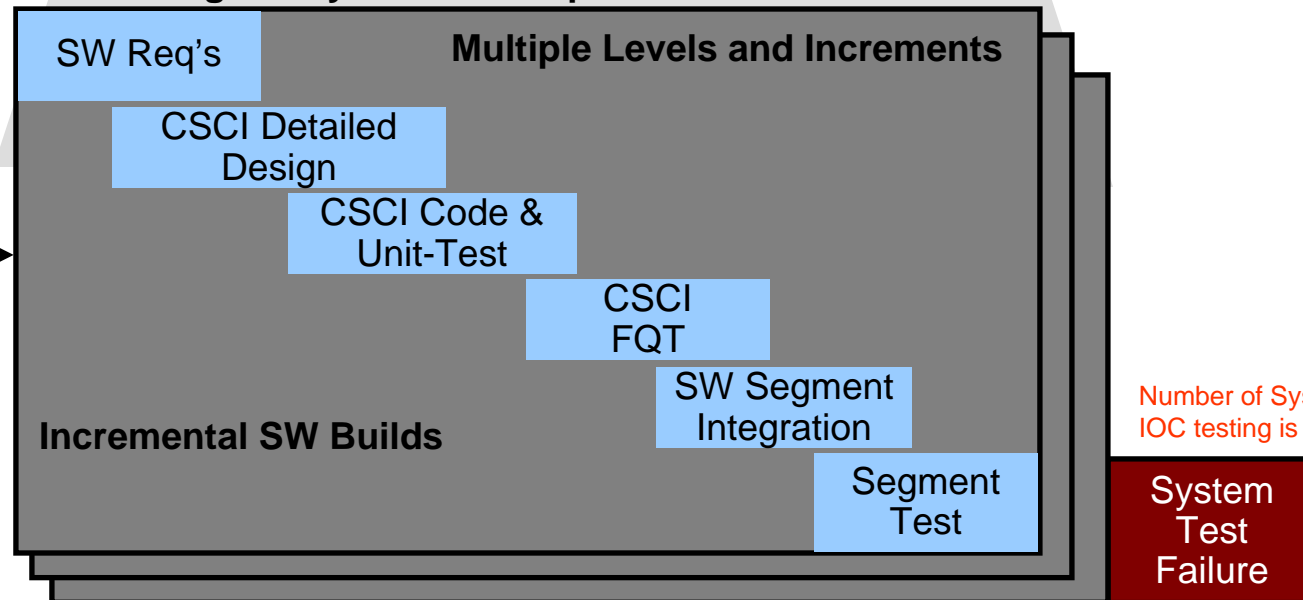 SW Req's
Multiple Levels and Increments
CSCI Detailed
Design
CSCI Code &
Unit-Test
CSCI
FQT
SW Segment
Integration
Incremental SW Builds
Segment
Test
Number of
IOC testing is
System
Test
Failure